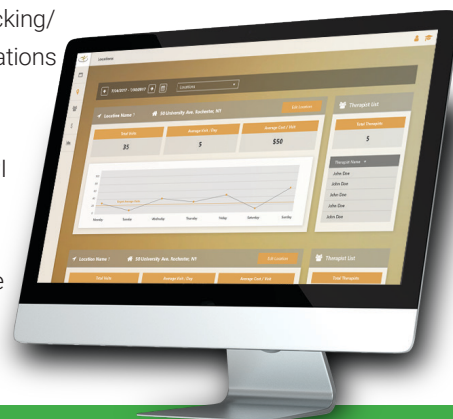 cking/
ations
l
e
Locations
7/24/2017 - 7/30/2017
Locations
Location Name 1
58 University Ave. Rochester, NY
Edit Location
Therapist List
Total Visits
35
Average Visit / Day
5
Average Cost / Visit
$50
Total Therapists
5
Therapist Name
John Doe
John Doe
John Doe
John Doe
John Doe
Monday
Tuesday
Wednesday
Thursday
Friday
Saturday
Sunday
Location Name
58 University Ave. Rochester, NY
Edit Location
Therapist List
Total Visits
Average Visit / Day
Average Cost / Visit
Total Therapists